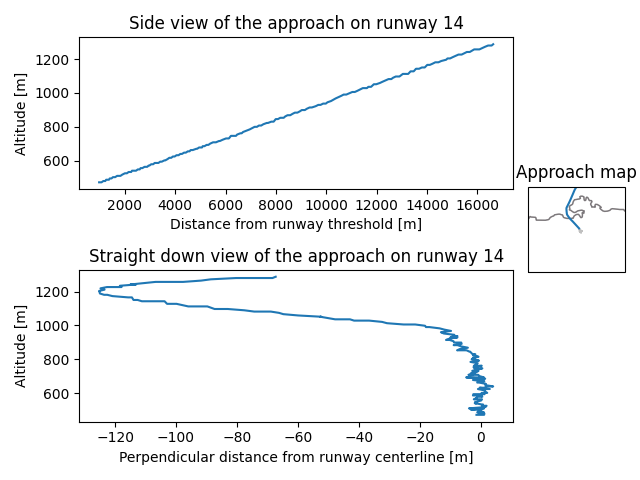 Side view of the approach on runway 14
Altitude [m]
1200
1000
800
600
2000 4000 6000 8000 10000 12000 14000 16000
Distance from runway threshold [m]
Approach map
Straight down view of the approach on runway 14
Altitude [m]
1200
1000
800
600
−120 −100 −80 −60 −40 −20 0
Perpendicular distance from runway centerline [m]